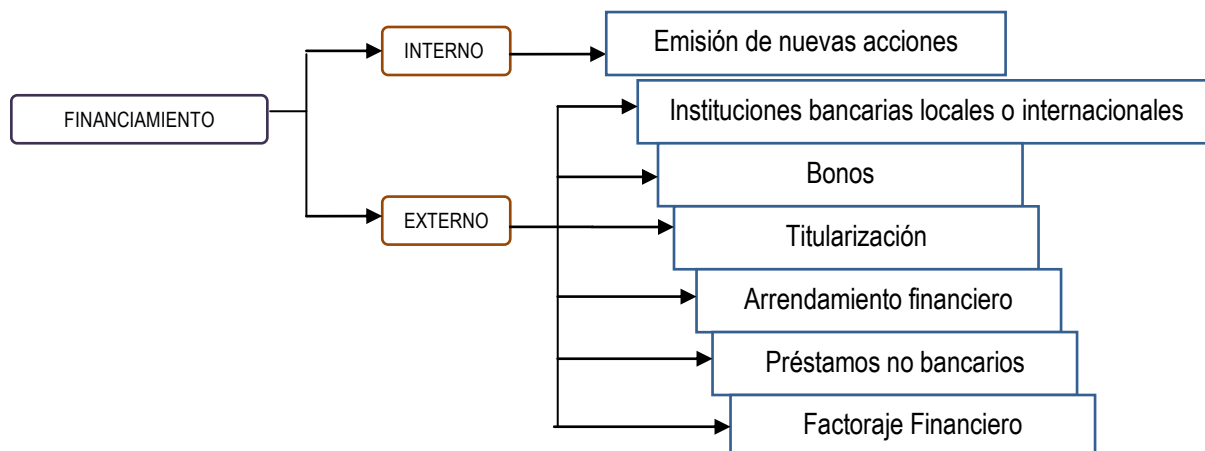 FINANCIAMIENTO
INTERNO
Emisión de nuevas acciones
EXTERNO
Instituciones bancarias locales o internacionales
Bonos
Titularización
Arrendamiento financiero
Préstamos no bancarios
Factoraje Financiero